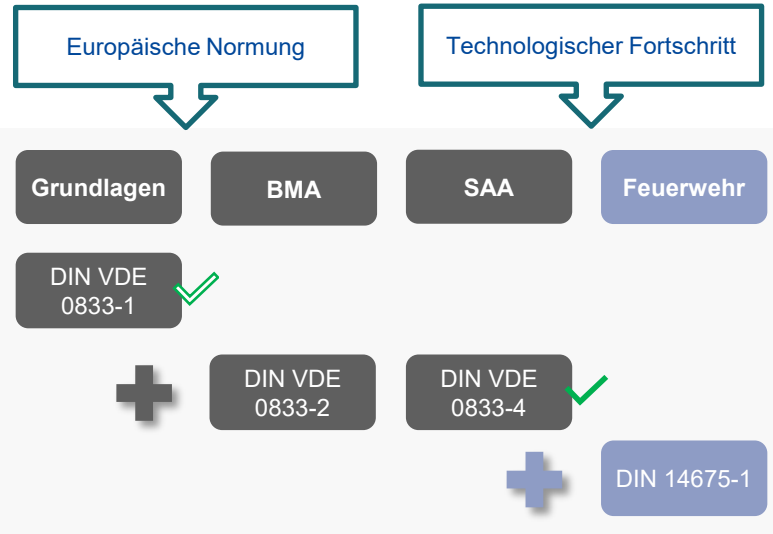 Europäische Normung
Technologischer Fortschritt
Grundlagen
BMA
SAA
Feuerwehr
DIN VDE
0833-1
DIN VDE
0833-2
DIN VDE
0833-4
DIN 14675-1